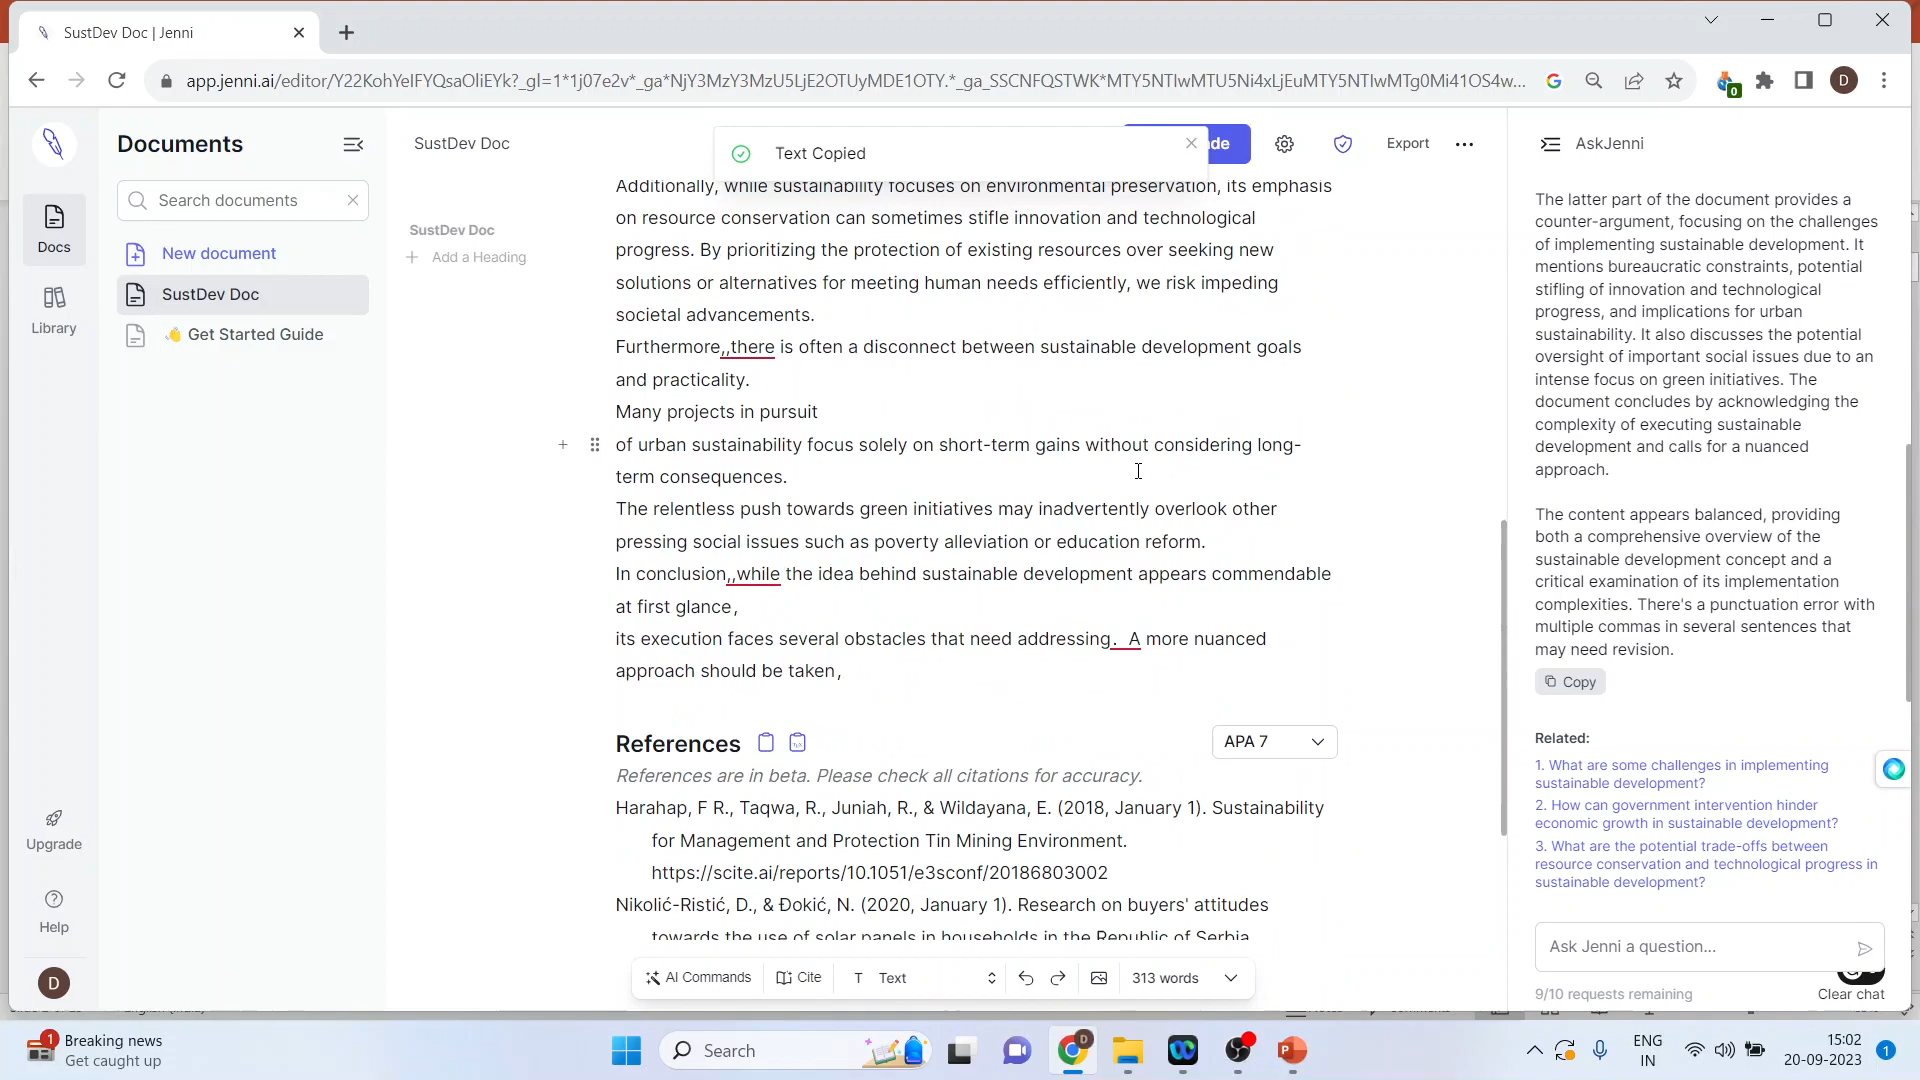 SustDev Doc | Jenni
app.jenni.ai/editor/Y22KohYeIFYQsaOliEYk?_gl=1*1j07e2v*_ga*NjY3MzY3MzU5LjE2OTUyMDE1OTY.*_ga_SSCNFQSTWK*MTY5NTIwMTU5Ni4xLjEuMTY5NTIwMTg0Mi41OS4w...
0
D
Documents
Search documents
New document
SustDev Doc
👋 Get Started Guide
Docs
Library
Upgrade
Help
D
SustDev Doc
Text Copied
de
Export
SustDev Doc
Add a Heading
Additionally, while sustainability focuses on environmental preservation, its emphasis
on resource conservation can sometimes stifle innovation and technological
progress. By prioritizing the protection of existing resources over seeking new
solutions or alternatives for meeting human needs efficiently, we risk impeding
societal advancements.
Furthermore,,there is often a disconnect between sustainable development goals
and practicality.
Many projects in pursuit
of urban sustainability focus solely on short-term gains without considering long-
term consequences.
The relentless push towards green initiatives may inadvertently overlook other
pressing social issues such as poverty alleviation or education reform.
In conclusion,,while the idea behind sustainable development appears commendable
at first glance,
its execution faces several obstacles that need addressing. A more nuanced
approach should be taken,
References
APA 7
References are in beta. Please check all citations for accuracy.
Harahap, F R., Taqwa, R., Juniah, R., & Wildayana, E. (2018, January 1). Sustainability
for Management and Protection Tin Mining Environment.
https://scite.ai/reports/10.1051/e3sconf/20186803002
Nikolić-Ristić, D., & Đokić, N. (2020, January 1). Research on buyers' attitudes
towards the use of solar panels in households in the Republic of Serbia
AI Commands
Cite
T Text
313 words
AskJenni
The latter part of the document provides a
counter-argument, focusing on the challenges
of implementing sustainable development. It
mentions bureaucratic constraints, potential
stifling of innovation and technological
progress, and implications for urban
sustainability. It also discusses the potential
oversight of important social issues due to an
intense focus on green initiatives. The
document concludes by acknowledging the
complexity of executing sustainable
development and calls for a nuanced
approach.
The content appears balanced, providing
both a comprehensive overview of the
sustainable development concept and a
critical examination of its implementation
complexities. There's a punctuation error with
multiple commas in several sentences that
may need revision.
Copy
Related:
1. What are some challenges in implementing
sustainable development?
2. How can government intervention hinder
economic growth in sustainable development?
3. What are the potential trade-offs between
resource conservation and technological progress in
sustainable development?
Ask Jenni a question...
9/10 requests remaining
Clear chat
1
Breaking news
Get caught up
Search
D
ENG
IN
15:02
20-09-2023
1